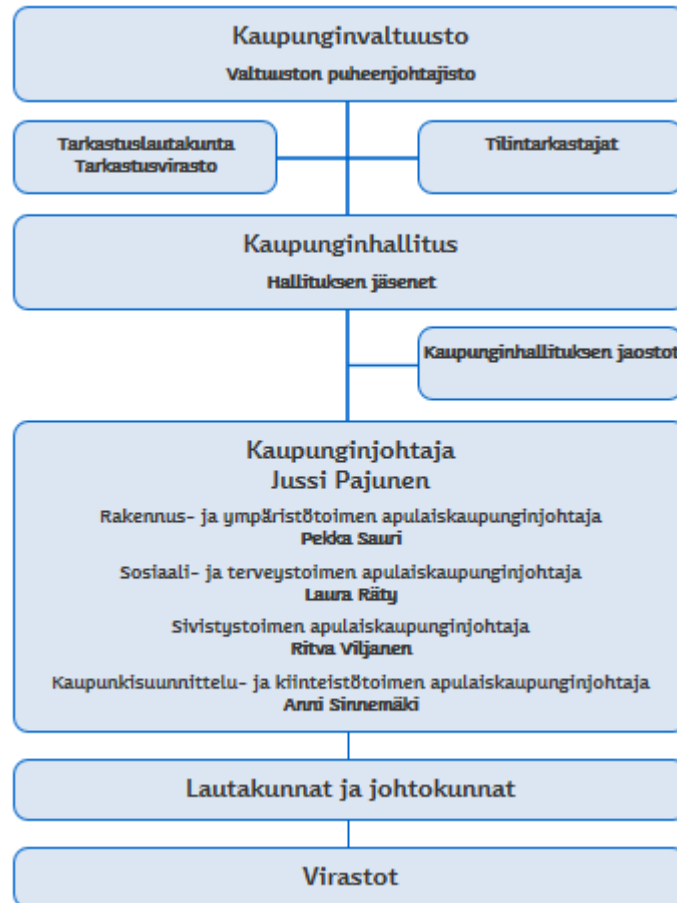 Kaupunginvaltuusto
Valtuuston puheenjohtajisto
Tarkastuslautakunta
Tarkastusvirasto
Tilintarkastajat
Kaupunginhallitus
Hallituksen jäsenet
Kaupunginhallituksen jaostot
Kaupunginjohtaja
Jussi Pajunen
Rakennus- ja ympäristötoimen apulaiskaupunginjohtaja
Pekka Sauri
Sosiaali- ja terveystoimen apulaiskaupunginjohtaja
Laura Räty
Sivistystoimen apulaiskaupunginjohtaja
Ritva Viljanen
Kaupunkisuunnittelu- ja kiinteistötoimen apulaiskaupunginjohtaja
Anni Sinnemäki
Lautakunnat ja johtokunnat
Virastot